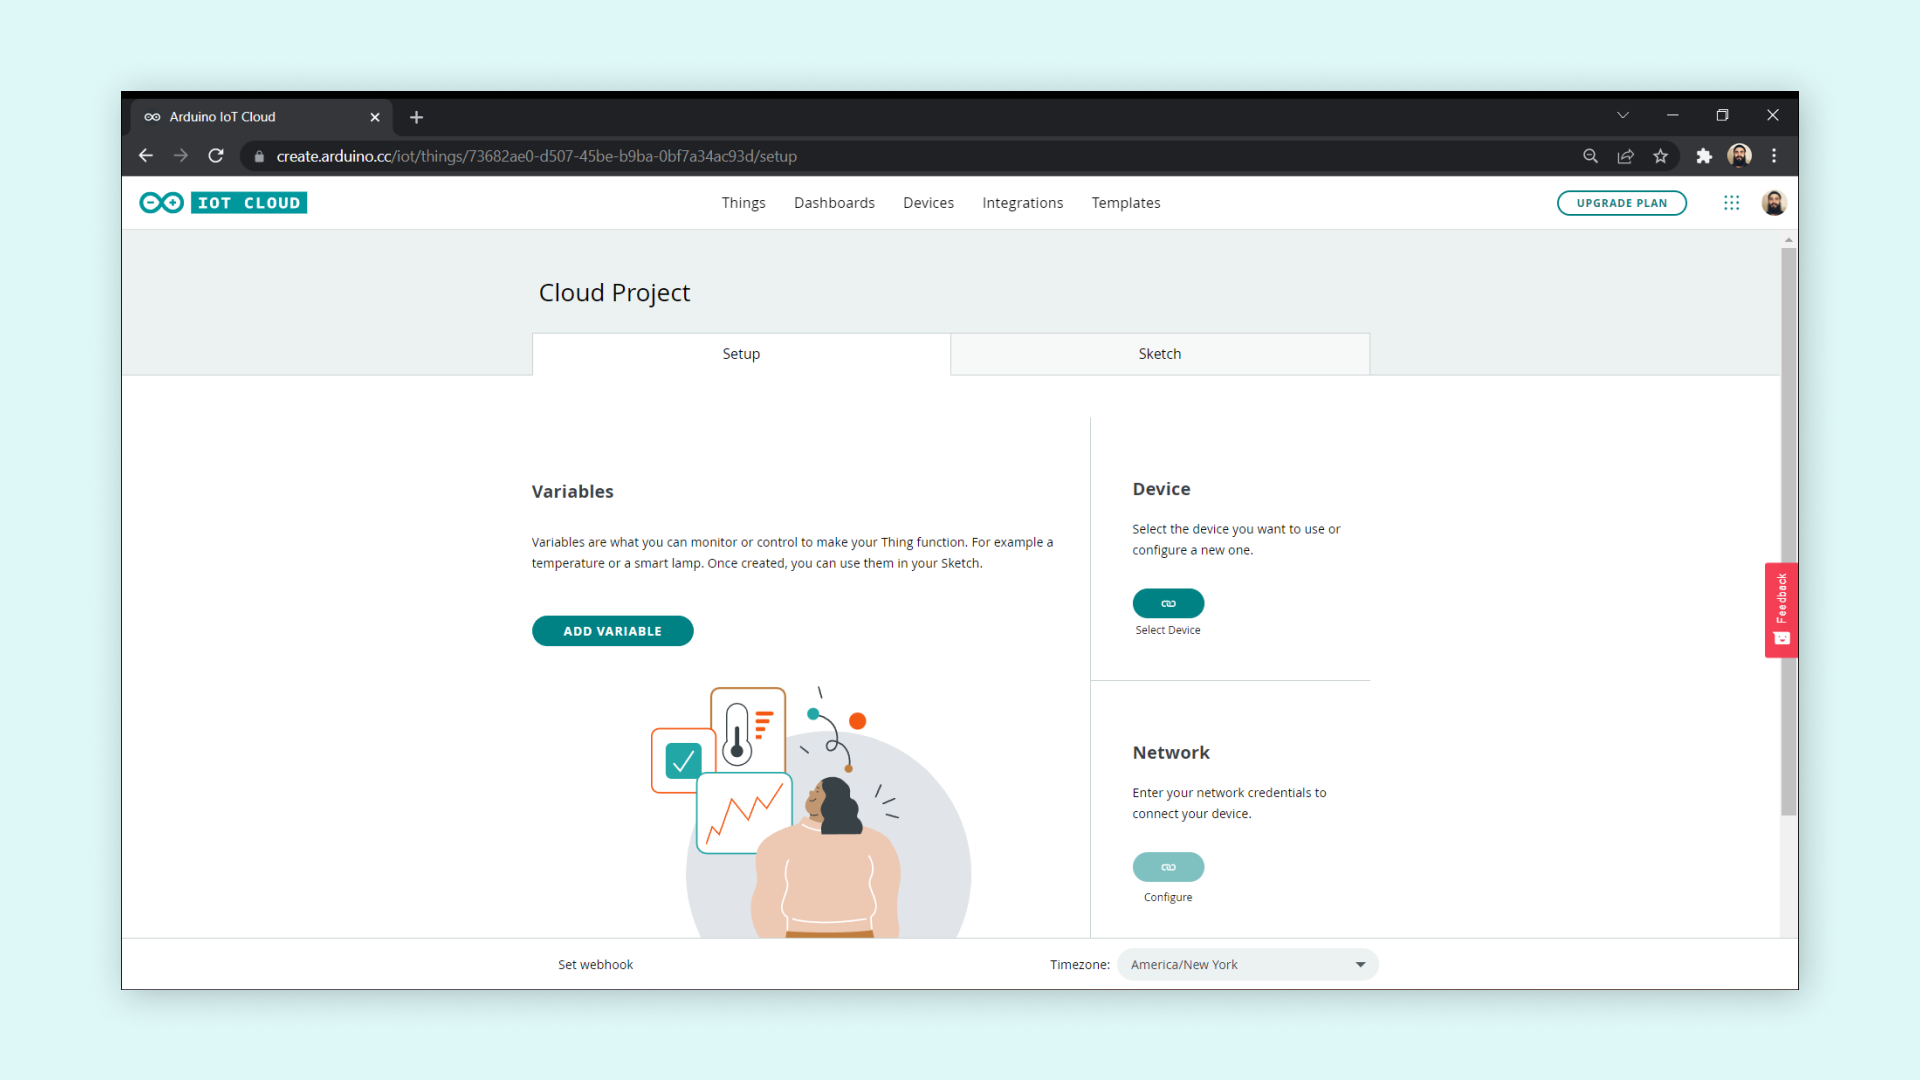 Arduino IoT Cloud
create.arduino.cc/iot/things/73682ae0-d507-45be-b9ba-0bf7a34ac93d/setup
IOT CLOUD
Things
Dashboards
Devices
Integrations
Templates
UPGRADE PLAN
Cloud Project
Setup
Sketch
Variables
Variables are what you can monitor or control to make your Thing function. For example a
temperature or a smart lamp. Once created, you can use them in your Sketch.
ADD VARIABLE
Device
Select the device you want to use or
configure a new one.
Select Device
Feedback
Network
Enter your network credentials to
connect your device.
Configure
Set webhook
Timezone:
America/New York